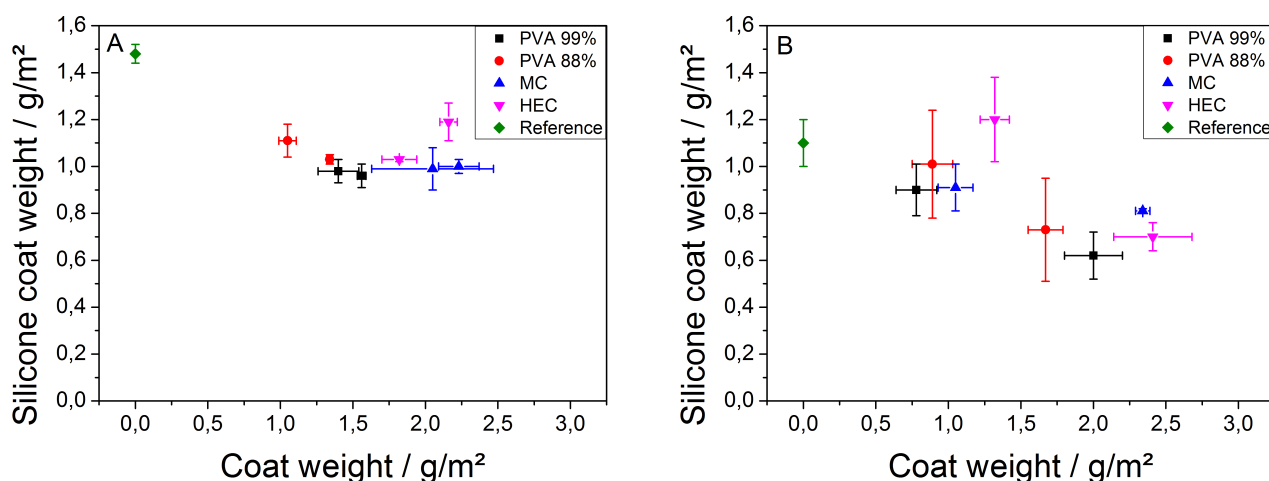 A
PVA 99%
PVA 88%
MC
HEC
Reference
1,6
1,4
1,2
1,0
0,8
0,6
0,4
0,2
0,0
Silicone coat weight / g/m²
0,0 0,5 1,0 1,5 2,0 2,5 3,0
Coat weight / g/m²
B
PVA 99%
PVA 88%
MC
HEC
Reference
1,6
1,4
1,2
1,0
0,8
0,6
0,4
0,2
0,0
Silicone coat weight / g/m²
0,0 0,5 1,0 1,5 2,0 2,5 3,0
Coat weight / g/m²